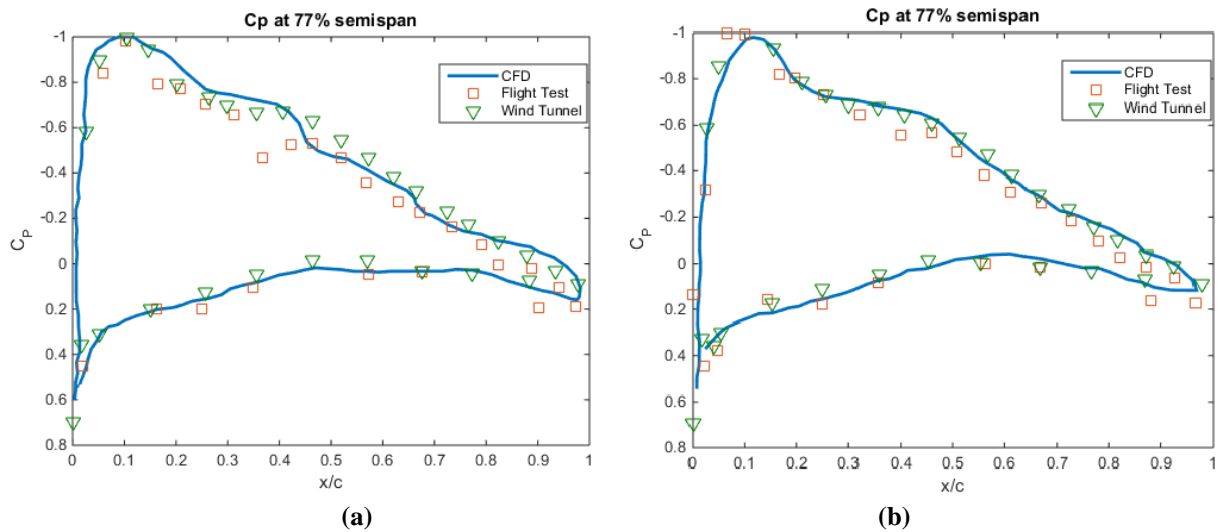 Cp at 77% semispan
-1
-0.8
-0.6
-0.4
-0.2
0
0.2
0.4
0.6
0.8
C_P
0 0.1 0.2 0.3 0.4 0.5 0.6 0.7 0.8 0.9 1
x/c
CFD
Flight Test
Wind Tunnel
(a)
Cp at 77% semispan
-1
-0.8
-0.6
-0.4
-0.2
0
0.2
0.4
0.6
0.8
C_P
0 0.1 0.2 0.3 0.4 0.5 0.6 0.7 0.8 0.9 1
x/c
CFD
Flight Test
Wind Tunnel
(b)